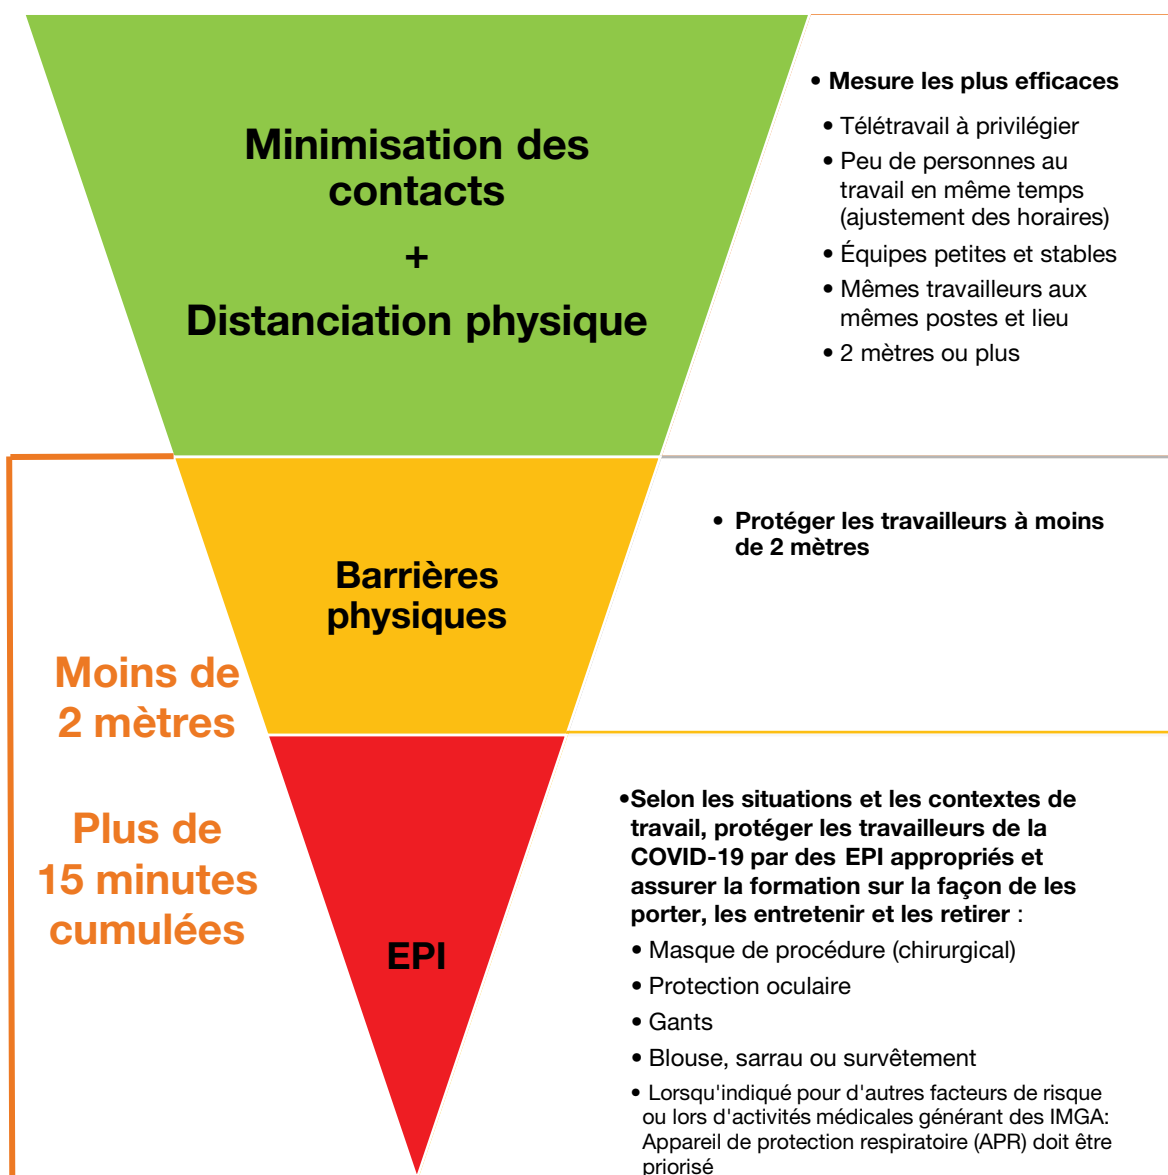 Minimisation des
contacts
+
Distanciation physique
• Mesure les plus efficaces
• Télétravail à privilégier
• Peu de personnes au
travail en même temps
(ajustement des horaires)
• Équipes petites et stables
• Mêmes travailleurs aux
mêmes postes et lieu
• 2 mètres ou plus
Barrières
physiques
• Protéger les travailleurs à moins
de 2 mètres
Moins de
2 mètres
Plus de
15 minutes
cumulées
EPI
•Selon les situations et les contextes de
travail, protéger les travailleurs de la
COVID-19 par des EPI appropriés et
assurer la formation sur la façon de les
porter, les entretenir et les retirer :
• Masque de procédure (chirurgical)
• Protection oculaire
• Gants
• Blouse, sarrau ou survêtement
• Lorsqu'indiqué pour d'autres facteurs de risque
ou lors d'activités médicales générant des IMGA:
Appareil de protection respiratoire (APR) doit être
priorisé